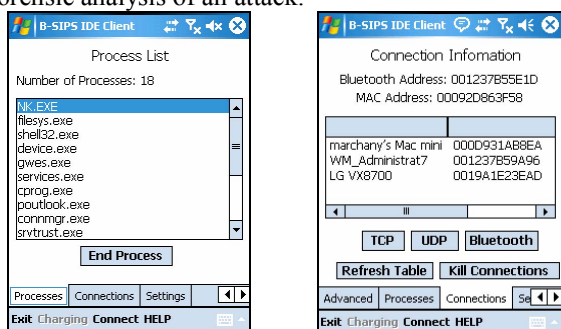 forensic analysis of an attack.
B-SIPS IDE Client
Process List
Number of Processes: 18
NK.EXE
filesys.exe
shell32.exe
device.exe
gwes.exe
services.exe
cprog.exe
poutlook.exe
connmgr.exe
srvtrust.exe
End Process
Processes Connections Settings
Exit Charging Connect HELP
B-SIPS IDE Client
Connection Infomation
Bluetooth Address: 001237B55E1D
MAC Address: 00092D863F58
marchany's Mac mini 000D931AB8EA
WM_Administrat7 001237B59A96
LG VX8700 0019A1E23EAD
TCP UDP Bluetooth
Refresh Table Kill Connections
Advanced Processes Connections Se
Exit Charging Connect HELP